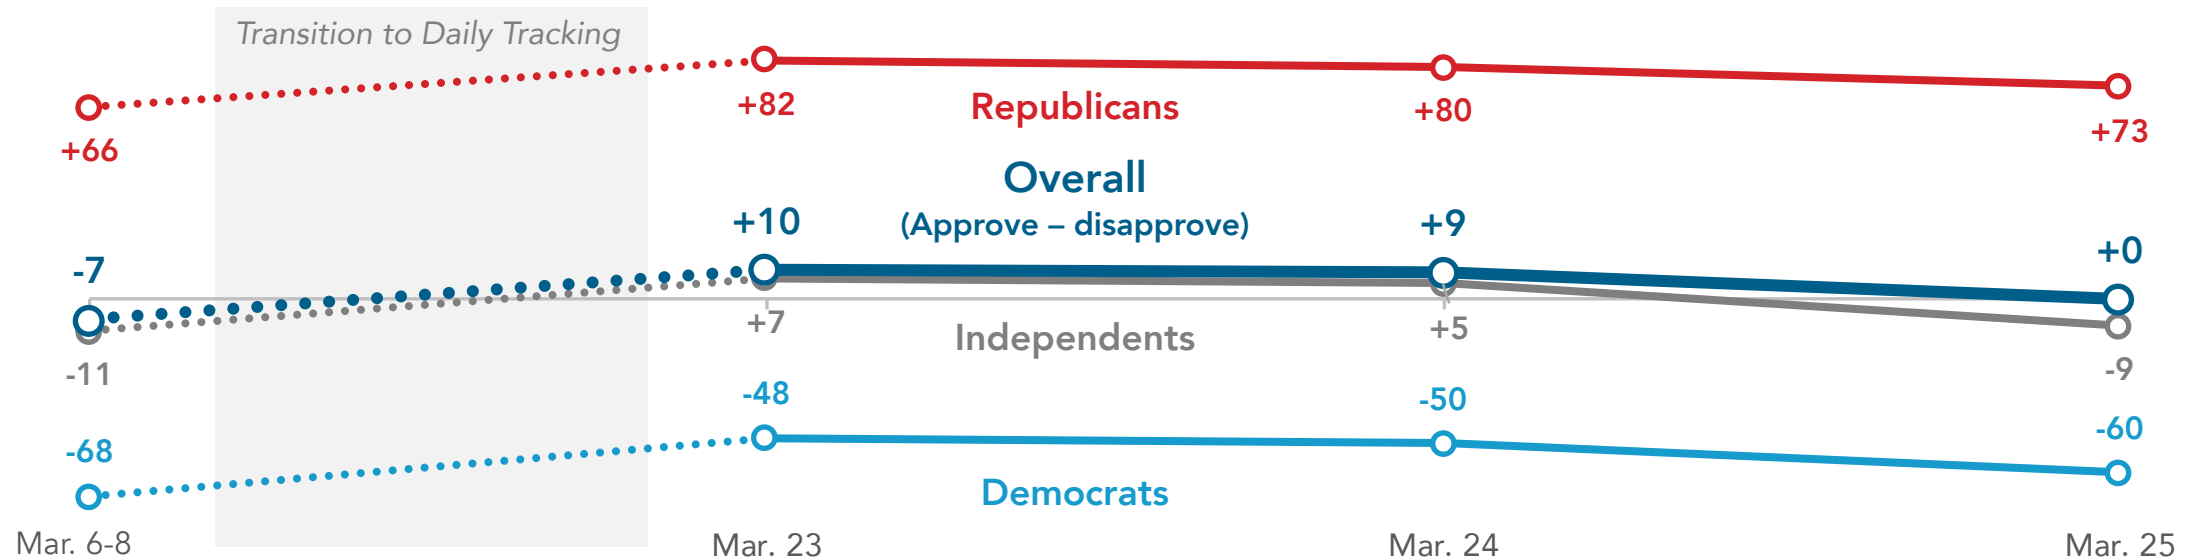 Transition to Daily Tracking
+66
+82
Republicans
+80
+73
Overall
(Approve – disapprove)
-7
+10
+9
+0
-11
+7
Independents
+5
-9
-68
-48
-50
-60
Democrats
Mar. 6-8
Mar. 23
Mar. 24
Mar. 25